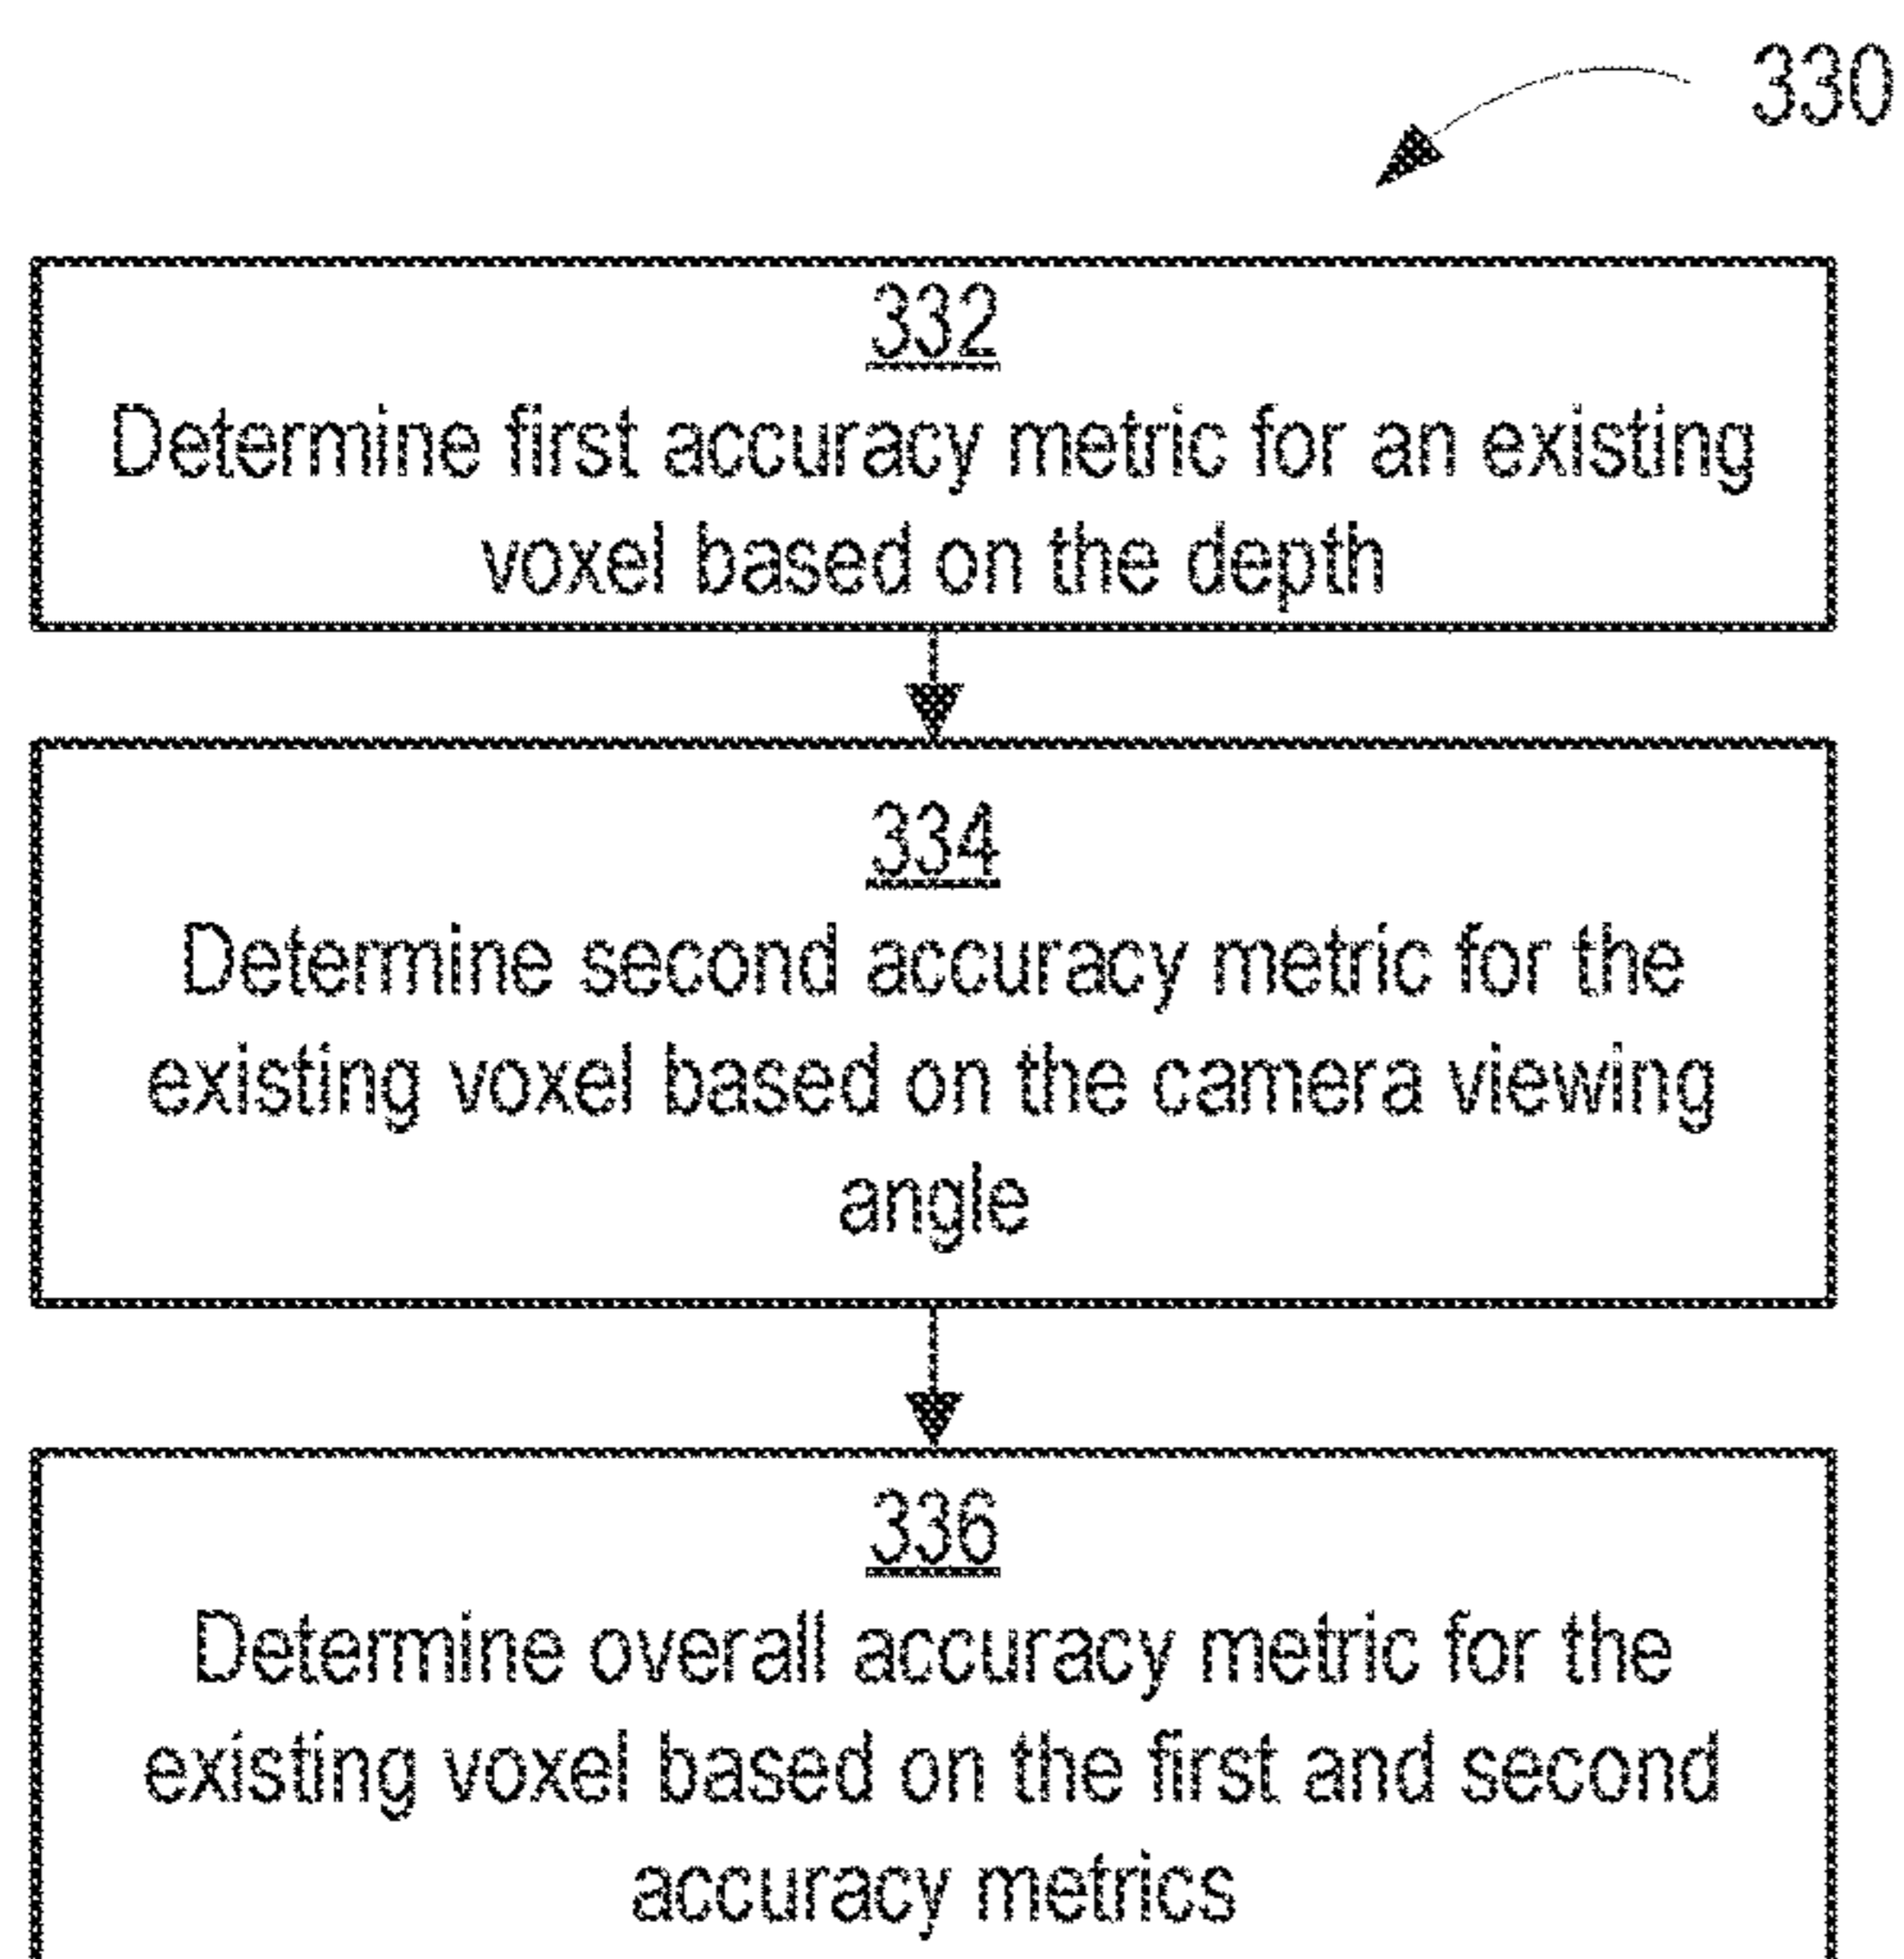 330
332
Determine first accuracy metric for an existing
voxel based on the depth
334
Determine second accuracy metric for the
existing voxel based on the camera viewing
angle
336
Determine overall accuracy metric for the
existing voxel based on the first and second
accuracy metrics